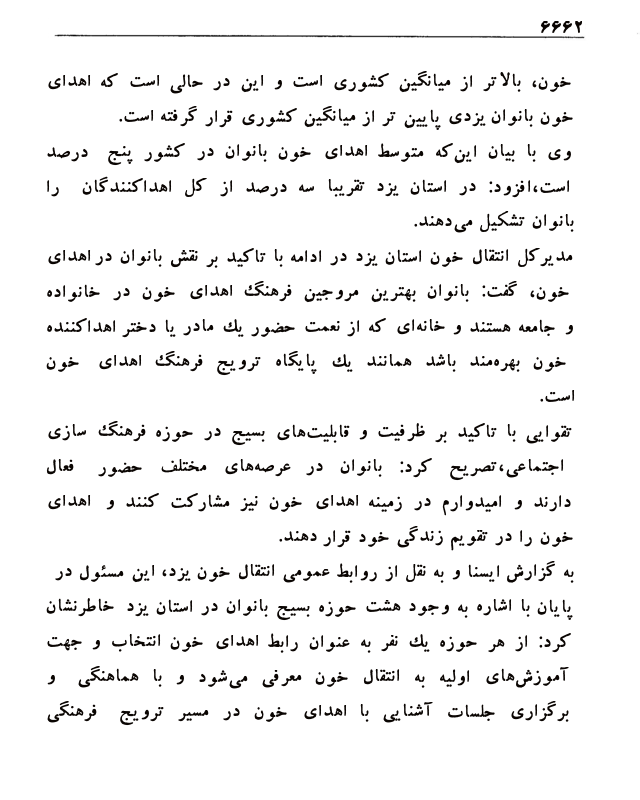 ۶۶۶۲
خون، بالاتر از میانگین کشوری است و این در حالی است که اهدای
خون بانوان یزدی پایین تر از میانگین کشوری قرار گرفته است.
وی با بیان این‌که متوسط اهدای خون بانوان در کشور پنج درصد
است،افزود: در استان یزد تقریبا سه درصد از کل اهداکنندگان را
بانوان تشکیل می‌دهند.
مدیرکل انتقال خون استان یزد در ادامه با تاکید بر نقش بانوان در اهدای
خون، گفت: بانوان بهترین مروجین فرهنگ اهدای خون در خانواده
و جامعه هستند و خانه‌ای که از نعمت حضور یك مادر یا دختر اهداکننده
خون بهره‌مند باشد همانند یك پایگاه ترویج فرهنگ اهدای خون
است.
تقوایی با تاکید بر ظرفیت و قابلیت‌های بسیج در حوزه فرهنگ سازی
اجتماعی،تصریح کرد: بانوان در عرصه‌های مختلف حضور فعال
دارند و امیدوارم در زمینه اهدای خون نیز مشارکت کنند و اهدای
خون را در تقویم زندگی خود قرار دهند.
به گزارش ایسنا و به نقل از روابط عمومی انتقال خون یزد، این مسئول در
پایان با اشاره به وجود هشت حوزه بسیج بانوان در استان یزد خاطرنشان
کرد: از هر حوزه یك نفر به عنوان رابط اهدای خون انتخاب و جهت
آموزش‌های اولیه به انتقال خون معرفی می‌شود و با هماهنگی و
برگزاری جلسات آشنایی با اهدای خون در مسیر ترویج فرهنگی